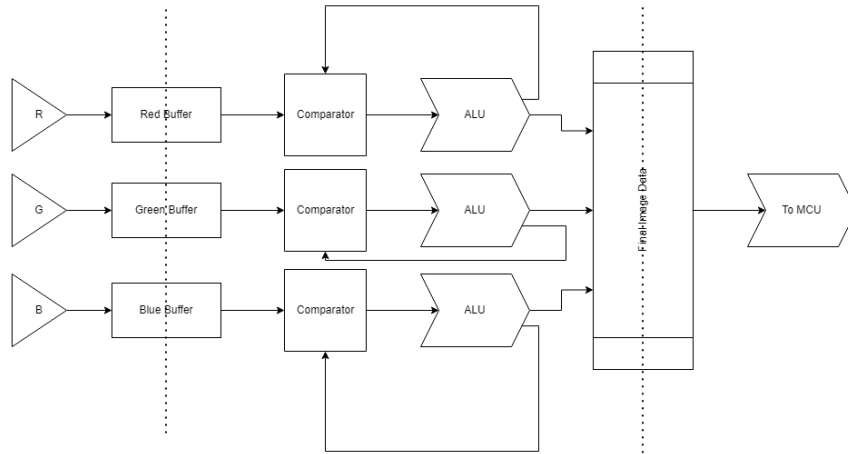 R
Red Buffer
Comparator
ALU
G
Green Buffer
Comparator
ALU
Final Image Data
To MCU
B
Blue Buffer
Comparator
ALU